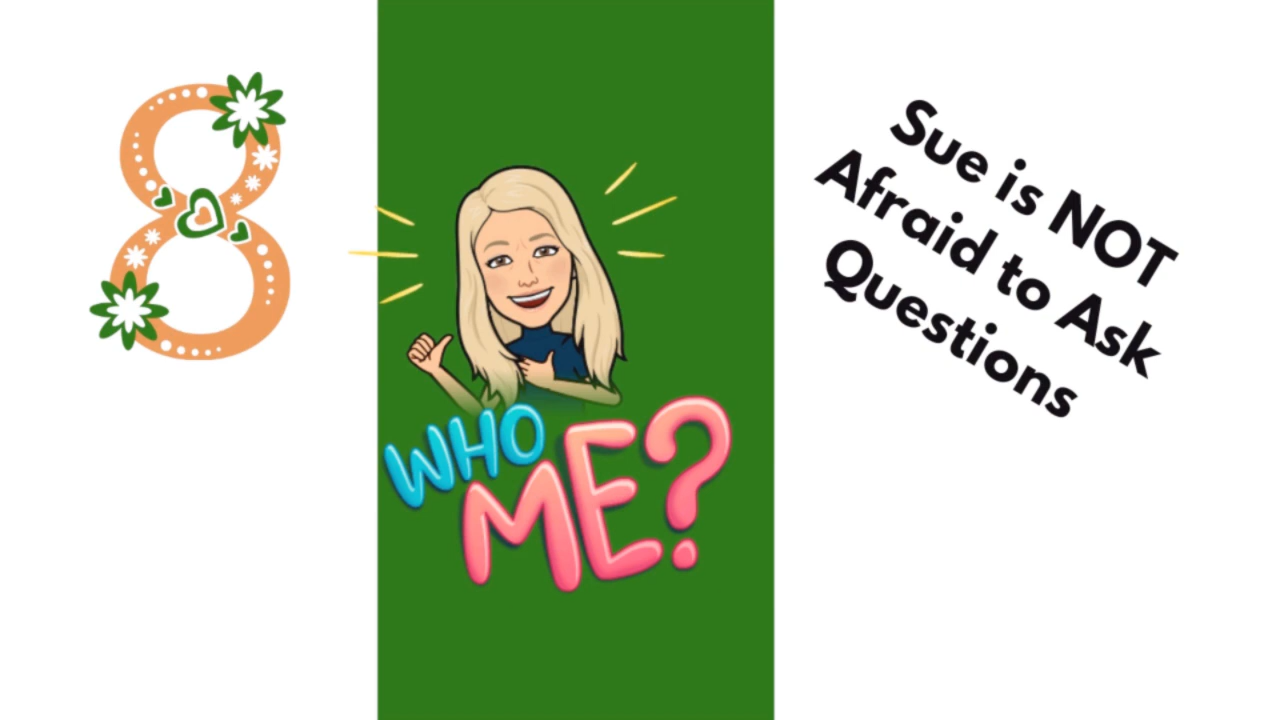 8
WHO
ME?
Sue is NOT
Afraid to Ask
Questions